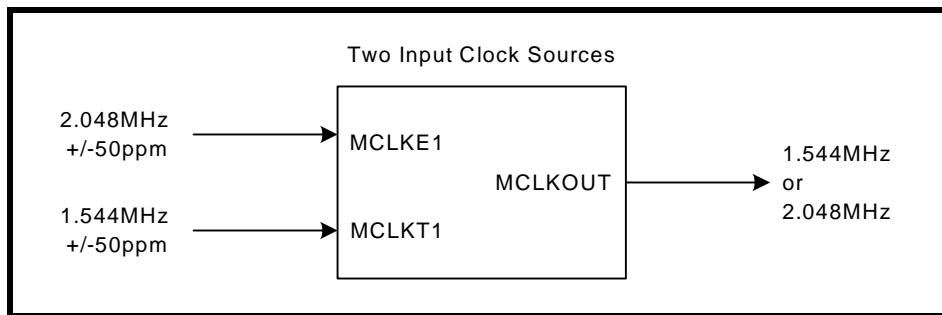 Two Input Clock Sources
2.048MHz
+/-50ppm
MCLKE1
1.544MHz
+/-50ppm
MCLKT1
MCLKOUT
1.544MHz
or
2.048MHz